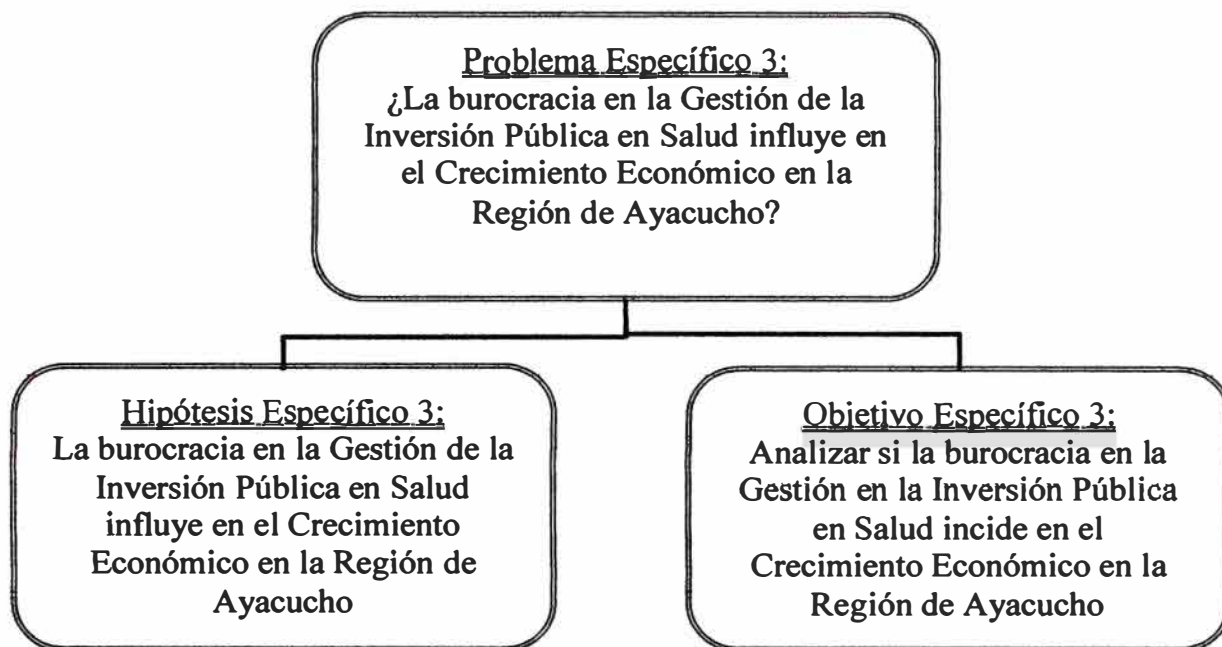 Problema Específico 3:
¿La burocracia en la Gestión de la
Inversión Pública en Salud influye en
el Crecimiento Económico en la
Región de Ayacucho?
Hipótesis Específico 3:
La burocracia en la Gestión de la
Inversión Pública en Salud
influye en el Crecimiento
Económico en la Región de
Ayacucho
Objetivo Específico 3:
Analizar si la burocracia en la
Gestión en la Inversión Pública
en Salud incide en el
Crecimiento Económico en la
Región de Ayacucho